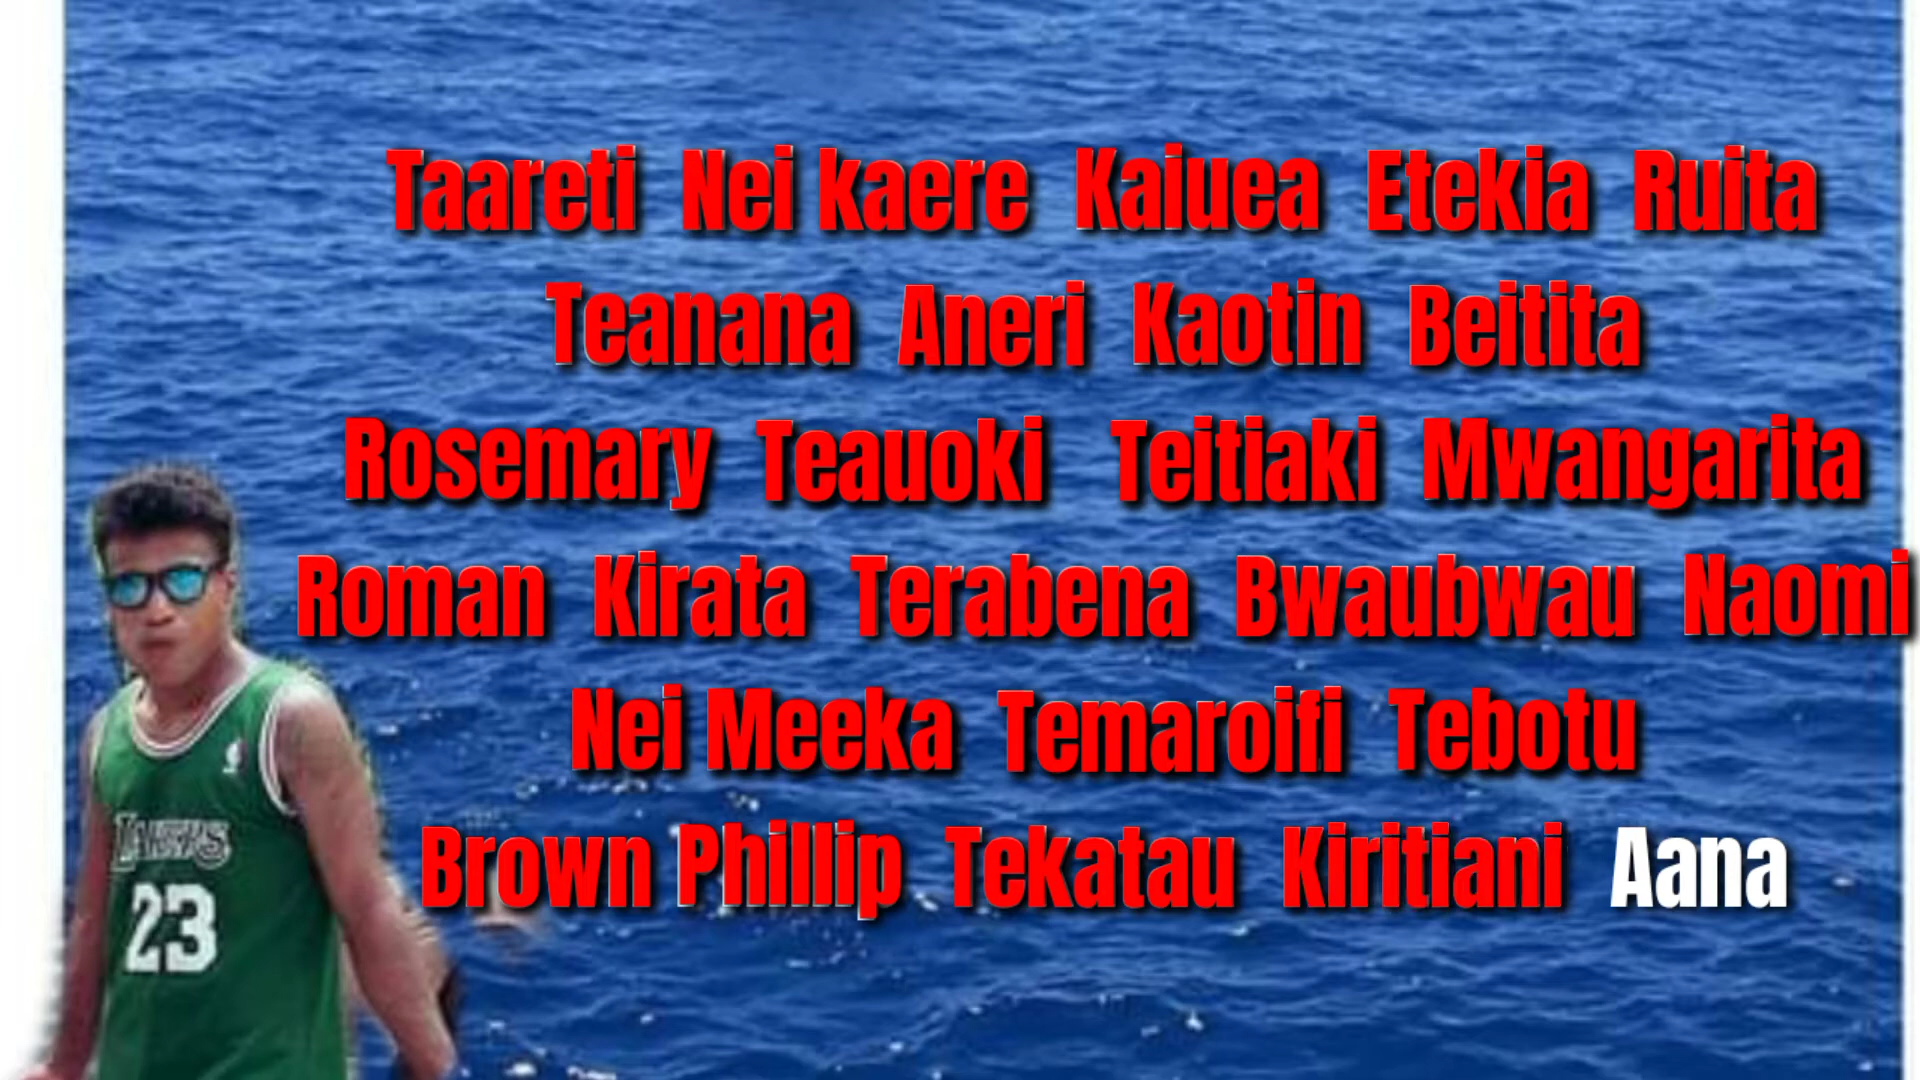 Taareti Nei kaere Kaiuea Etekia Ruita
Teanana Aneri Kaotin Beitita
Rosemary Teauoki Teitiaki Mwangarita
Roman Kirata Terabena Bwaubwau Naomi
Nei Meeka Temaroifi Tebotu
Brown Phillip Tekatau Kiritiani Aana
23